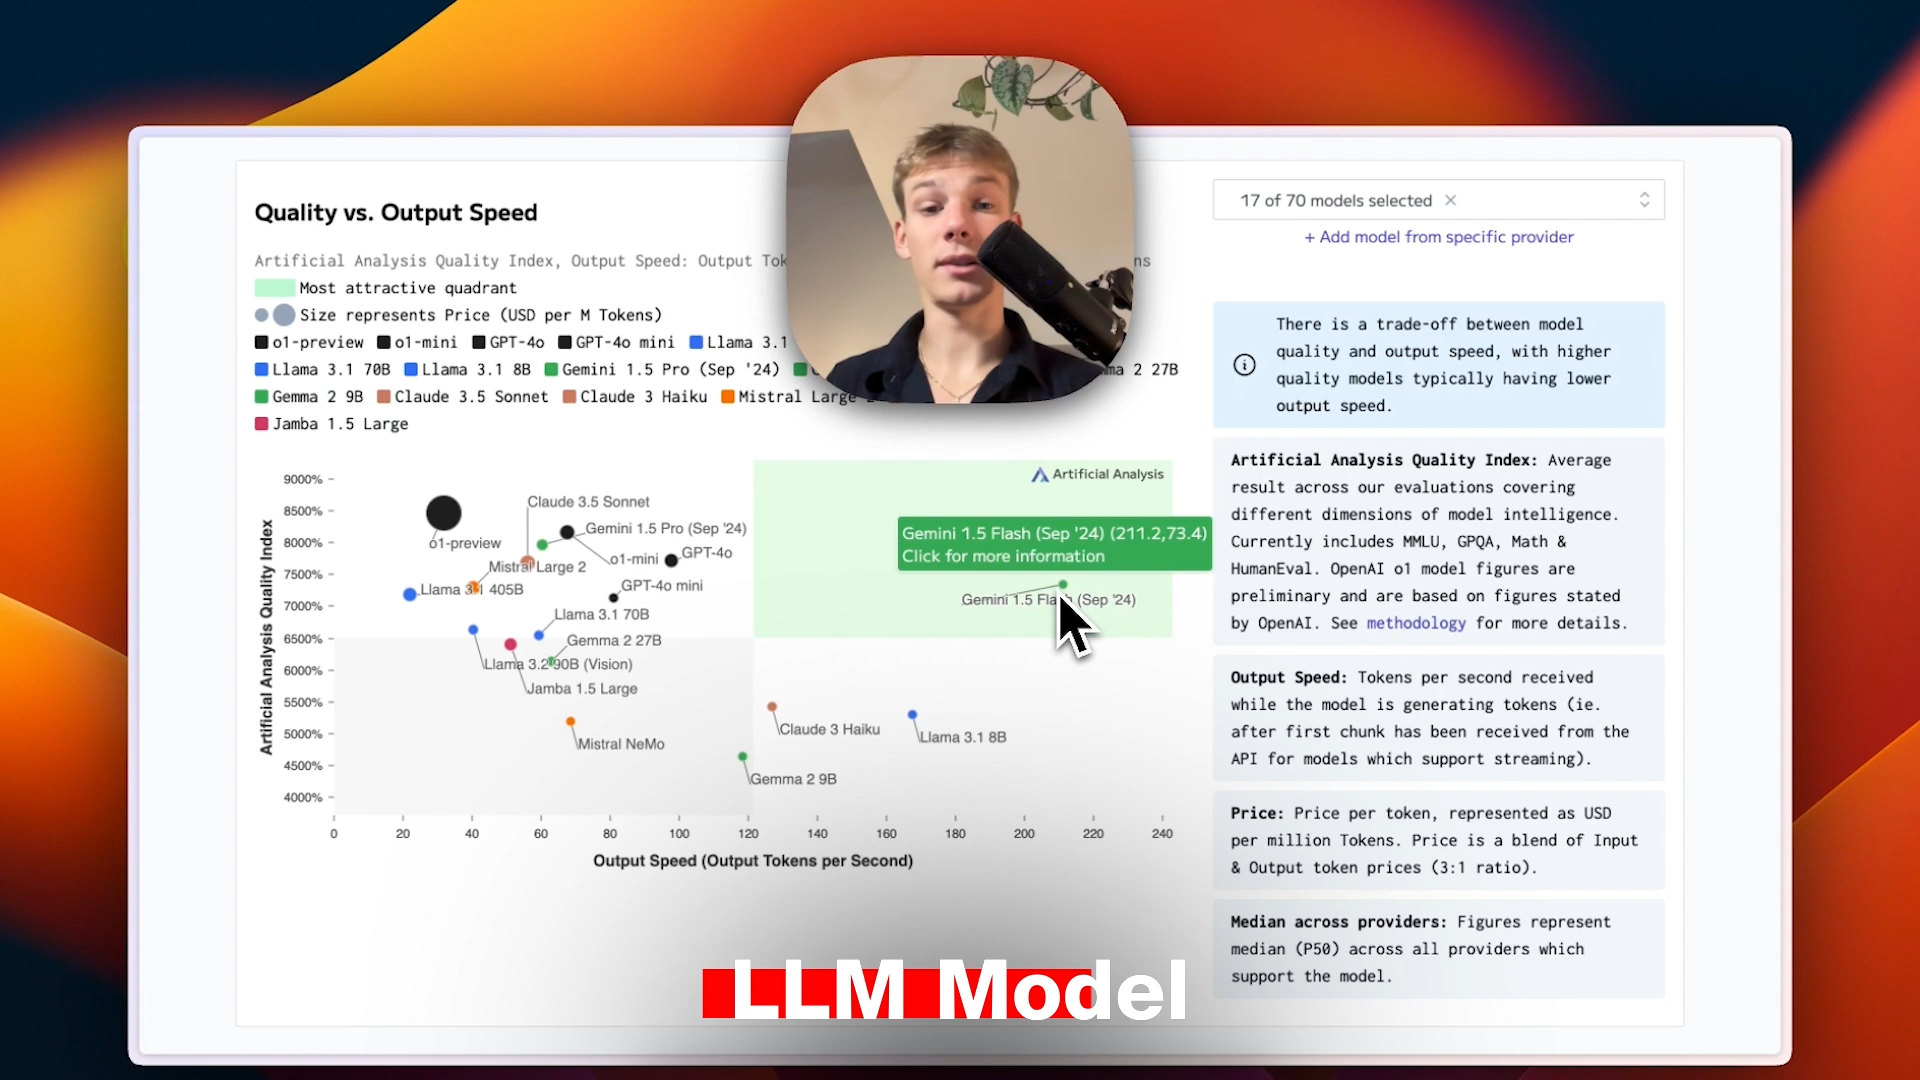 Quality vs. Output Speed
17 of 70 models selected ×
+ Add model from specific provider
Artificial Analysis Quality Index, Output Speed: Output
Most attractive quadrant
Size represents Price (USD per M Tokens)
o1-preview o1-mini GPT-4o GPT-4o mini Llama 3.1
Llama 3.1 70B Llama 3.1 8B Gemini 1.5 Pro (Sep '24) 2 27B
Gemma 2 9B Claude 3.5 Sonnet Claude 3 Haiku Mistral Large
Jamba 1.5 Large
Artificial Analysis
9000%
8500%
8000%
7500%
7000%
6500%
6000%
5500%
5000%
4500%
4000%
Artificial Analysis Quality Index
Claude 3.5 Sonnet
Gemini 1.5 Pro (Sep '24)
o1-preview
o1-mini
GPT-4o
Mistral Large 2
GPT-4o mini
Llama 3.1 405B
Llama 3.1 70B
Gemma 2 27B
Llama 3.2 90B (Vision)
Jamba 1.5 Large
Mistral NeMo
Claude 3 Haiku
Llama 3.1 8B
Gemma 2 9B
Gemini 1.5 Flash (Sep '24) (211.2,73.4)
Click for more information
Gemini 1.5 Flash (Sep '24)
0 20 40 60 80 100 120 140 160 180 200 220 240
Output Speed (Output Tokens per Second)
There is a trade-off between model
quality and output speed, with higher
quality models typically having lower
output speed.
Artificial Analysis Quality Index: Average
result across our evaluations covering
different dimensions of model intelligence.
Currently includes MMLU, GPQA, Math &
HumanEval. OpenAI o1 model figures are
preliminary and are based on figures stated
by OpenAI. See methodology for more details.
Output Speed: Tokens per second received
while the model is generating tokens (ie.
after first chunk has been received from the
API for models which support streaming).
Price: Price per token, represented as USD
per million Tokens. Price is a blend of Input
& Output token prices (3:1 ratio).
Median across providers: Figures represent
median (P50) across all providers which
support the model.
LLM Model